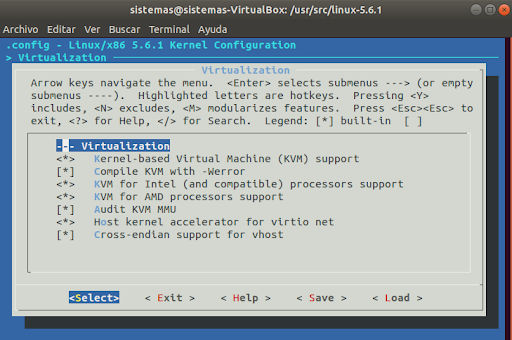 sistemas@sistemas-VirtualBox: /usr/src/linux-5.6.1
Archivo Editar Ver Buscar Terminal Ayuda
.config - Linux/x86 5.6.1 Kernel Configuration
> Virtualization
Virtualization
Arrow keys navigate the menu. <Enter> selects submenus ---> (or empty
submenus ----). Highlighted letters are hotkeys. Pressing <Y>
includes, <N> excludes, <M> modularizes features. Press <Esc><Esc> to
exit, <?> for Help, </> for Search. Legend: [*] built-in [ ]
--- Virtualization
<*> Kernel-based Virtual Machine (KVM) support
[*] Compile KVM with -Werror
<*> KVM for Intel (and compatible) processors support
<*> KVM for AMD processors support
[*] Audit KVM MMU
<*> Host kernel accelerator for virtio net
[*] Cross-endian support for vhost
<Select> < Exit > < Help > < Save > < Load >